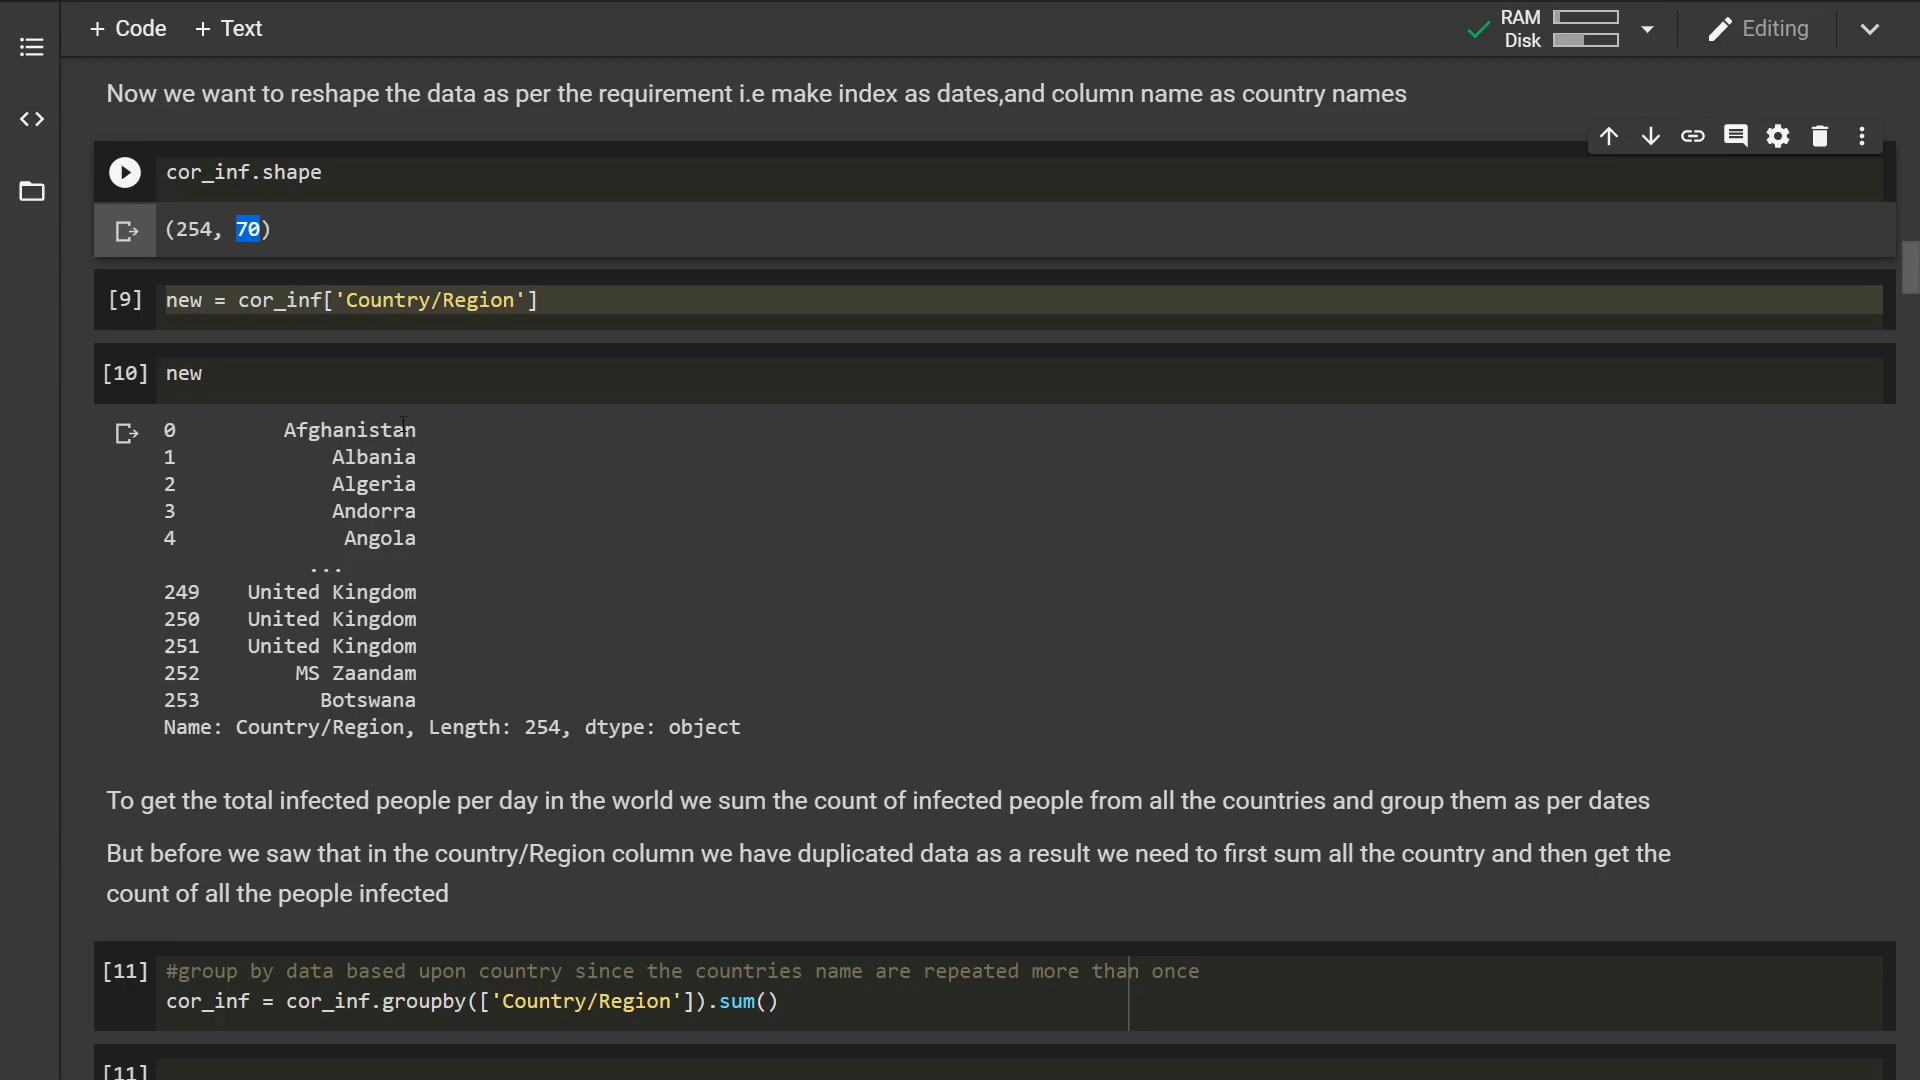 + Code + Text
RAM
Disk
Editing
Now we want to reshape the data as per the requirement i.e make index as dates,and column name as country names
cor_inf.shape
(254, 70)
[9] new = cor_inf['Country/Region']
[10] new
0 Afghanistan
1 Albania
2 Algeria
3 Andorra
4 Angola
...
249 United Kingdom
250 United Kingdom
251 United Kingdom
252 MS Zaandam
253 Botswana
Name: Country/Region, Length: 254, dtype: object
To get the total infected people per day in the world we sum the count of infected people from all the countries and group them as per dates
But before we saw that in the country/Region column we have duplicated data as a result we need to first sum all the country and then get the
count of all the people infected
[11] #group by data based upon country since the countries name are repeated more than once
cor_inf = cor_inf.groupby(['Country/Region']).sum()
[11]